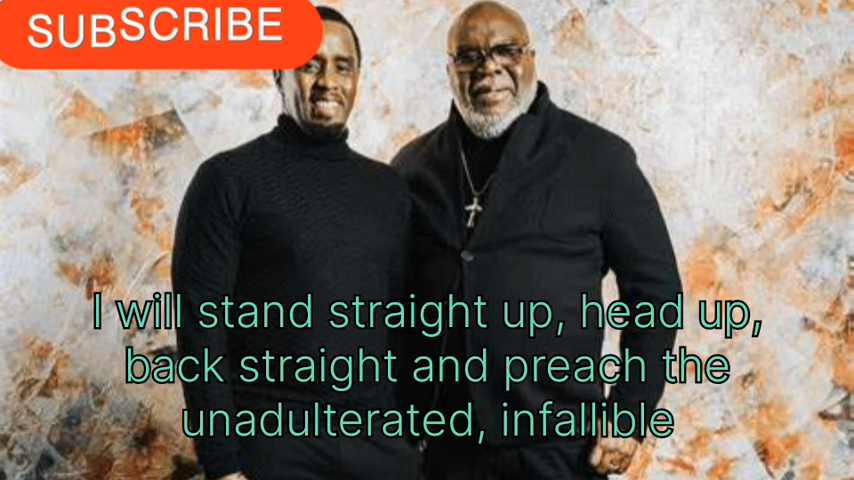 SUBSCRIBE
I will stand straight up, head up,
back straight and preach the
unadulterated, infallible